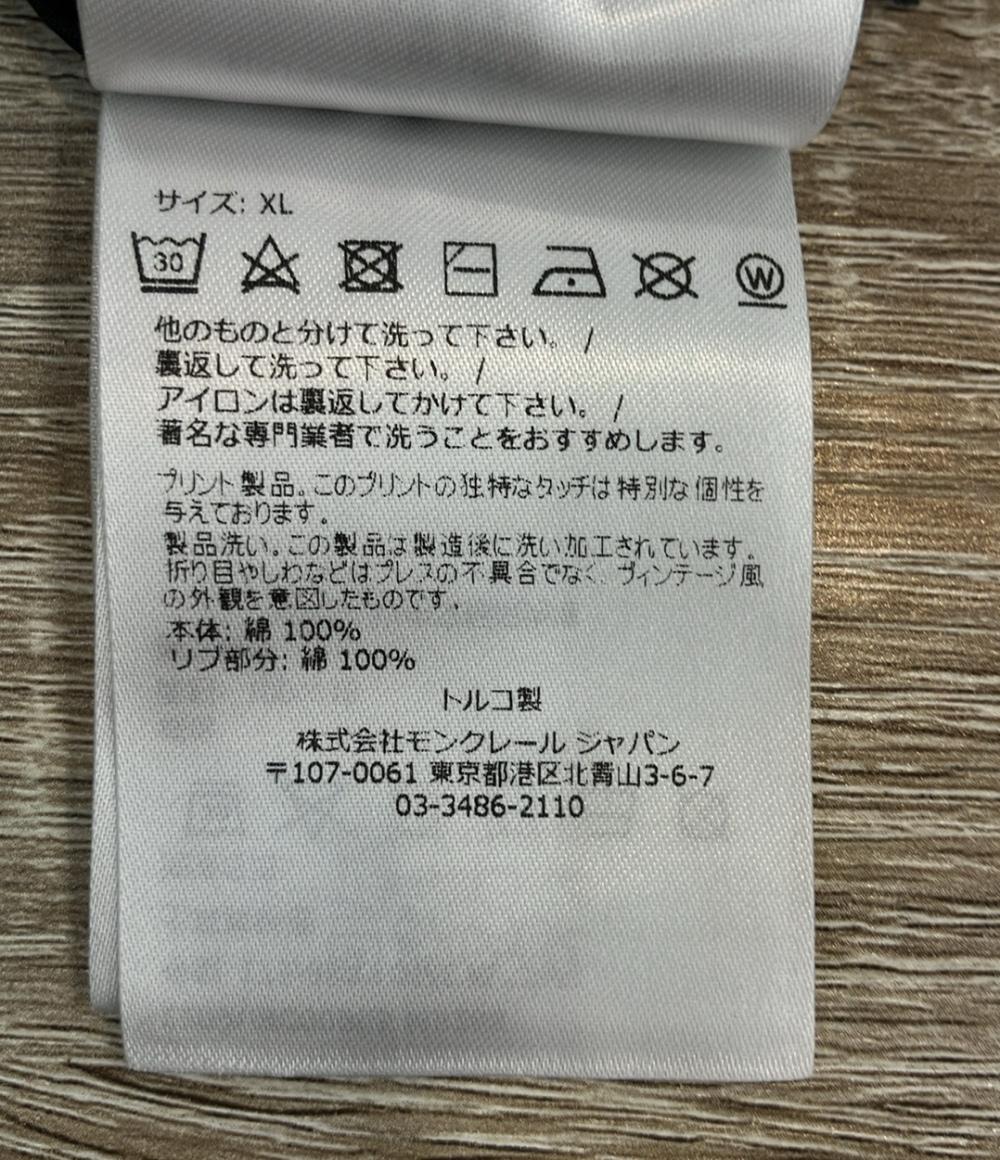 サイズ: XL
30
W
他のものと分けて洗って下さい。 /
裏返して洗って下さい。 /
アイロンは裏返してかけて下さい。 /
著名な専門業者で洗うことをおすすめします。
プリント製品。このプリントの独特なタッチは特別な個性を
与えております。
製品洗い。この製品は製造後に洗い加工されています。
折り目やしわなどはプレスの不具合でなく、ヴィンテージ風
の外観を意図したものです。
本体: 綿 100%
リブ部分: 綿 100%
トルコ製
株式会社モンクレール ジャパン
〒107-0061 東京都港区北青山3-6-7
03-3486-2110